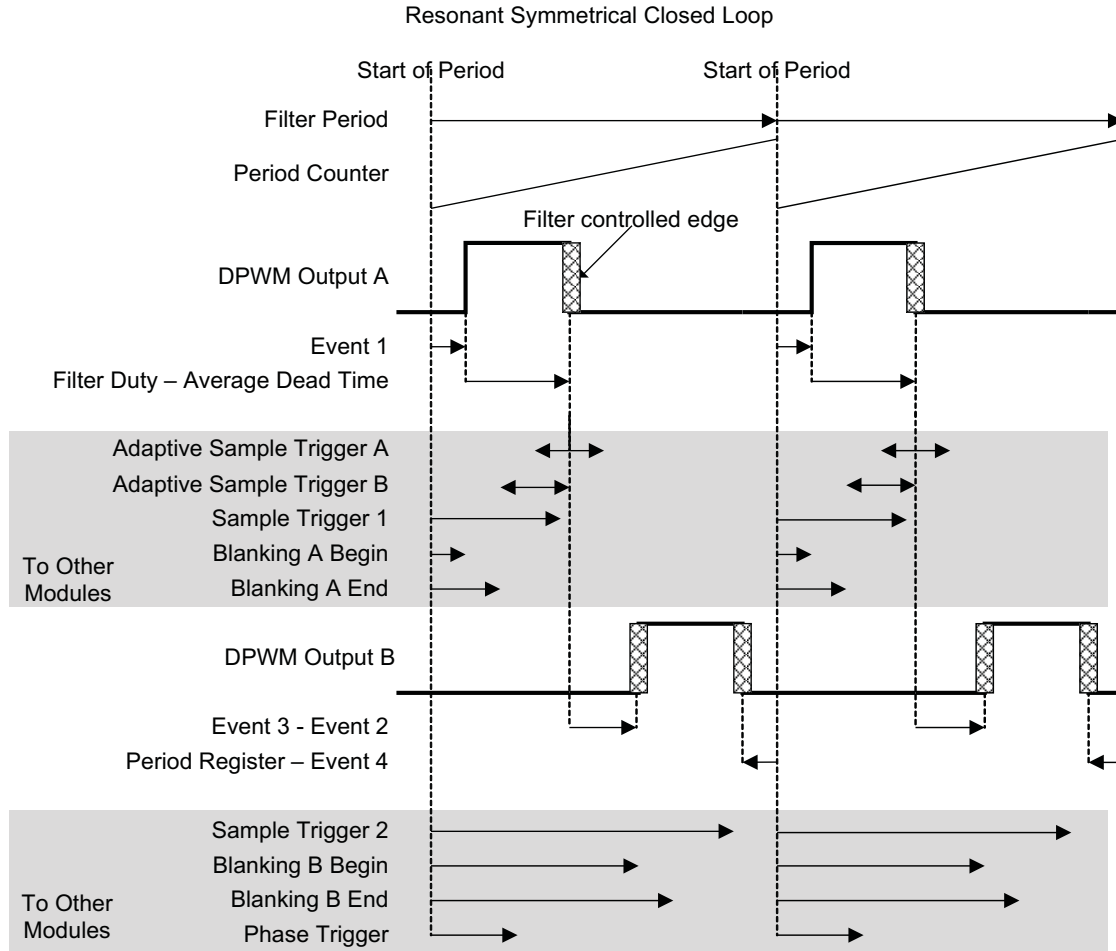 Resonant Symmetrical Closed Loop
Start of Period
Start of Period
Filter Period
Period Counter
Filter controlled edge
DPWM Output A
Event 1
Filter Duty – Average Dead Time
Adaptive Sample Trigger A
Adaptive Sample Trigger B
Sample Trigger 1
Blanking A Begin
To Other
Modules
Blanking A End
DPWM Output B
Event 3 - Event 2
Period Register – Event 4
Sample Trigger 2
Blanking B Begin
Blanking B End
To Other
Modules
Phase Trigger